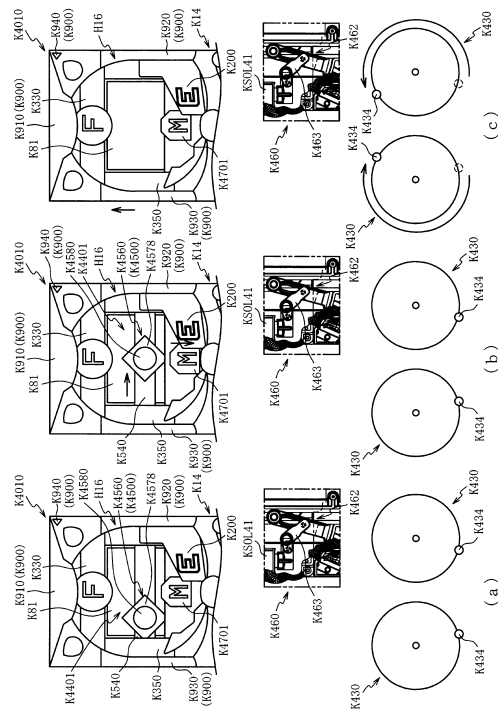 K4010
K940
(K900)
K910 (K900)
H16
K330
K81
K920
(K900)
K14
F
E
M
K200
K4701
K350
K930
(K900)
KSOL41
K462
K460
K463
K434
K434
K430
K430
(c)
K4010
K940
(K900)
K4580
K4401
K910 (K900)
H16
K330
K4560
(K4500)
K81
K4578
K920
(K900)
K14
F
E
M
K200
K4701
K540
K350
K930
(K900)
KSOL41
K462
K460
K463
K430
K430
K434
K434
(b)
K4010
K940
(K900)
K4580
K910 (K900)
H16
K330
K4560
(K4500)
K81
K4578
K920
(K900)
K14
F
E
M
K200
K4701
K4401
K540
K350
K930
(K900)
KSOL41
K462
K460
K463
K430
K430
K434
K434
(a)